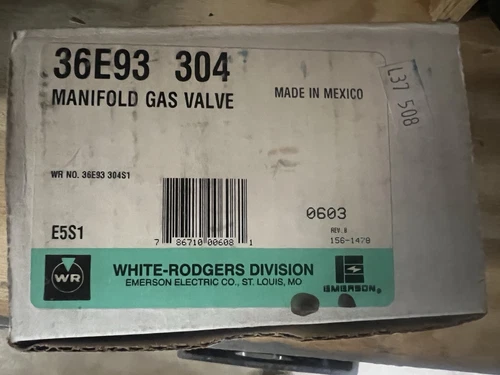 36E93 304
MANIFOLD GAS VALVE
MADE IN MEXICO
L37 508
WR NO. 36E93 304S1
E5S1
7 86710 00608 1
0603
REV. B
156-1478
WR
WHITE-RODGERS DIVISION
EMERSON ELECTRIC CO., ST. LOUIS, MO
EMERSON®